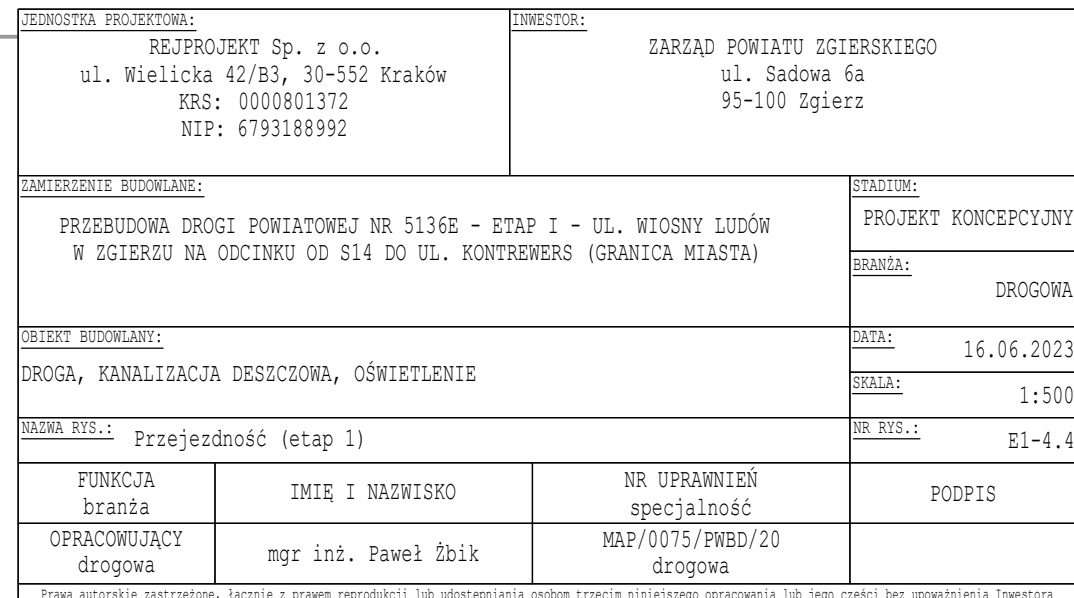 JEDNOSTKA PROJEKTOWA:
REJPROJEKT Sp. z o.o.
ul. Wielicka 42/B3, 30-552 Kraków
KRS: 0000801372
NIP: 6793188992
INWESTOR:
ZARZĄD POWIATU ZGIERSKIEGO
ul. Sadowa 6a
95-100 Zgierz
ZAMIERZENIE BUDOWLANE:
PRZEBUDOWA DROGI POWIATOWEJ NR 5136E - ETAP I - UL. WIOSNY LUDÓW
W ZGIERZU NA ODCINKU OD S14 DO UL. KONTREWERS (GRANICA MIASTA)
STADIUM:
PROJEKT KONCEPCYJNY
BRANŻA:
DROGOWA
OBIEKT BUDOWLANY:
DROGA, KANALIZACJA DESZCZOWA, OŚWIETLENIE
DATA:
16.06.2023
SKALA:
1:500
NAZWA RYS.: Przejezdność (etap 1)
NR RYS.:
E1-4.4
FUNKCJA
branża
IMIĘ I NAZWISKO
NR UPRAWNIEŃ
specjalność
PODPIS
OPRACOWUJĄCY
drogowa
mgr inż. Paweł Żbik
MAP/0075/PWBD/20
drogowa
Prawa autorskie zastrzeżone, łącznie z prawem reprodukcji lub udostępniania osobom trzecim niniejszego opracowania lub jego części bez upoważnienia Inwestora